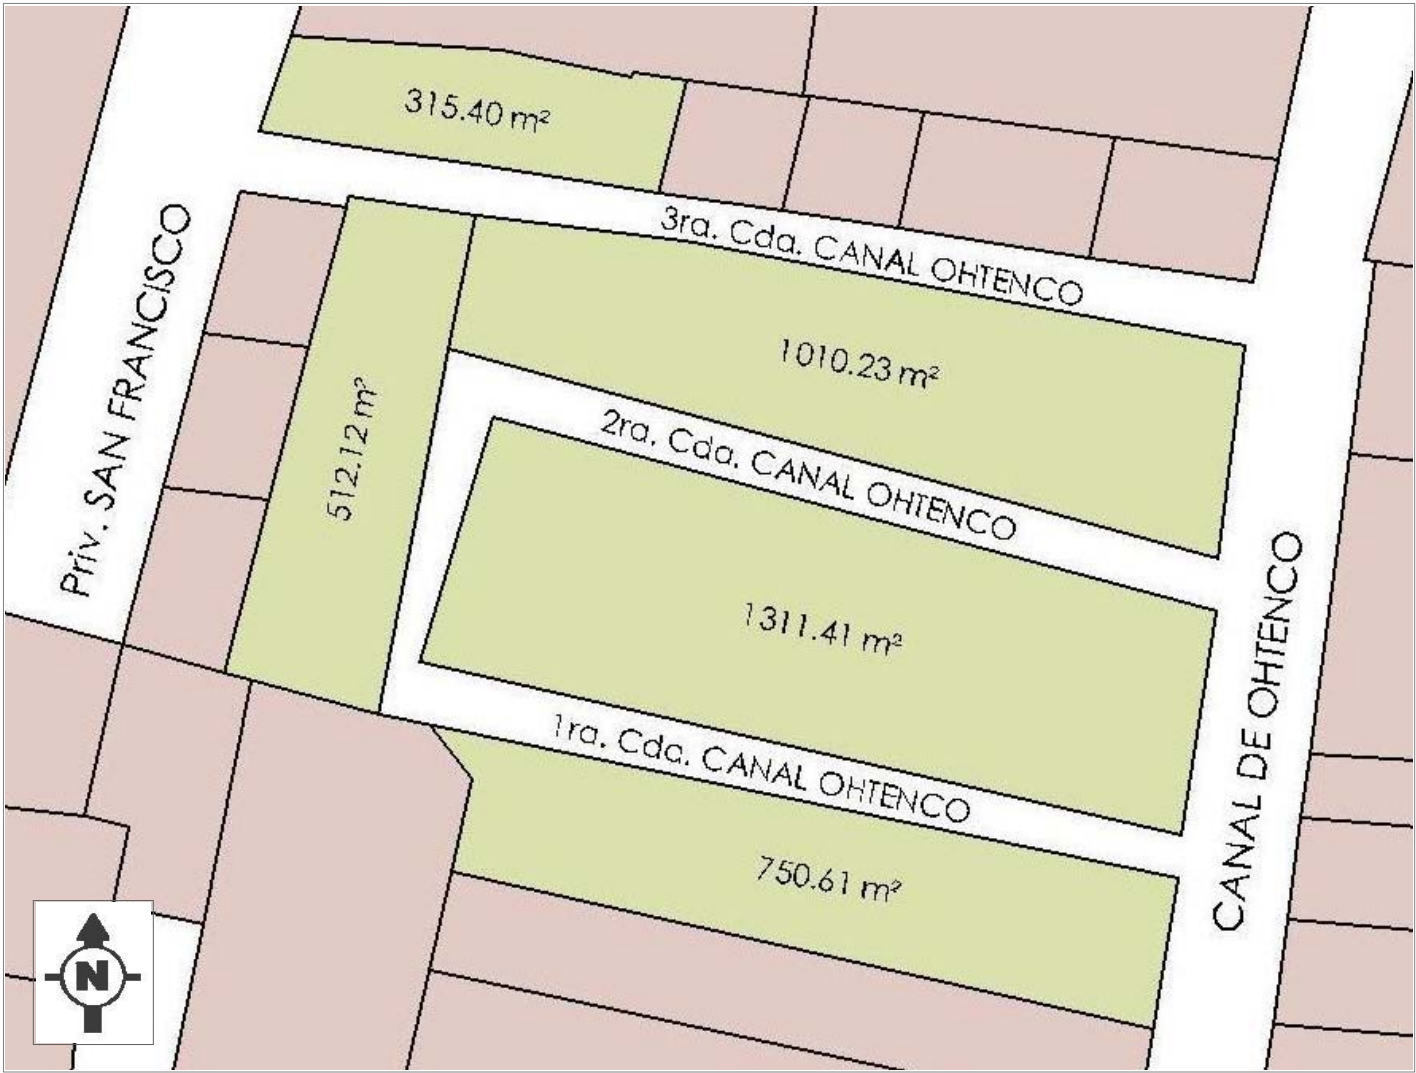 315.40 m²
3ra. Cda. CANAL OHTENCO
Priv. SAN FRANCISCO
1010.23 m²
512.12 m²
2ra. Cda. CANAL OHTENCO
1311.41 m²
CANAL DE OHTENCO
1ra. Cda. CANAL OHTENCO
750.61 m²
N